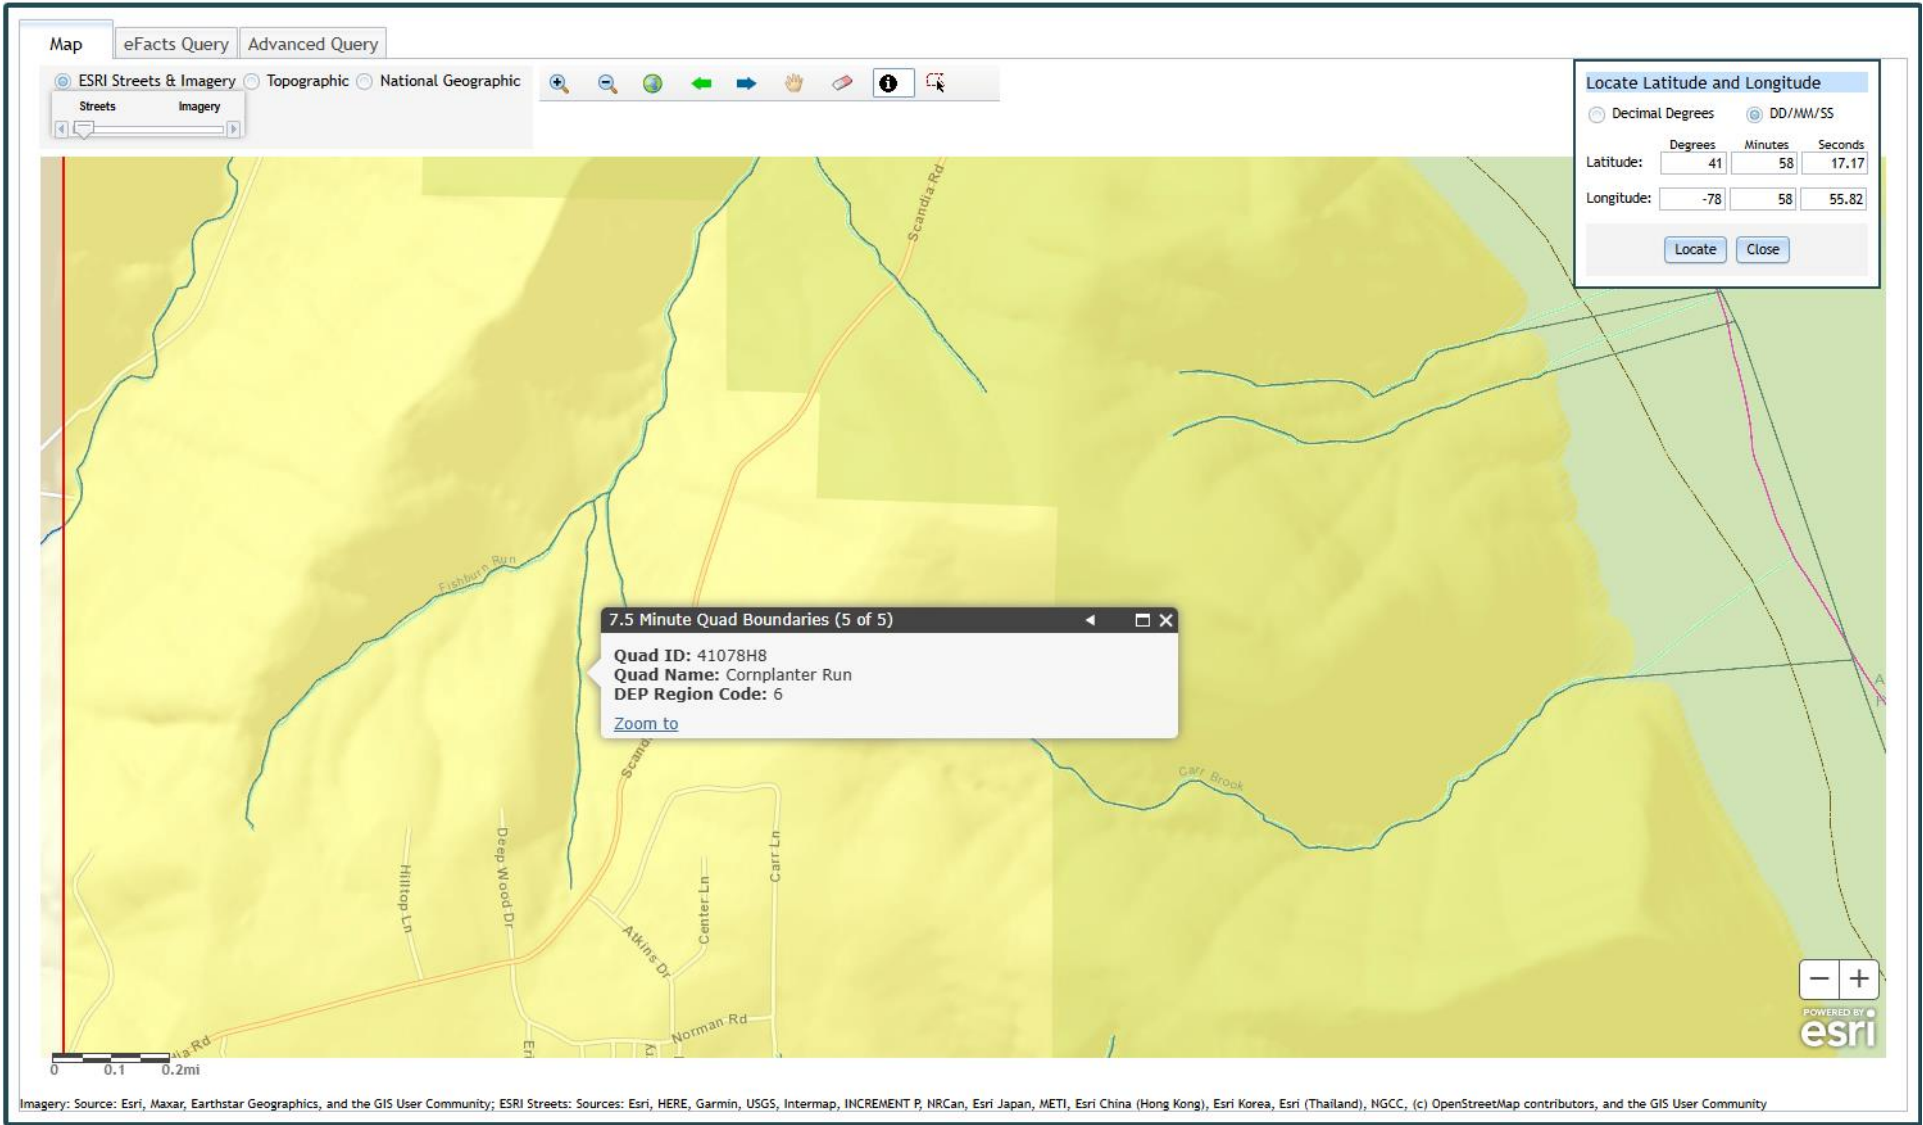 Map eFacts Query Advanced Query
ESRI Streets & Imagery Topographic National Geographic
Streets Imagery
Locate Latitude and Longitude
Decimal Degrees DD/MM/SS
Degrees Minutes Seconds
Latitude: 41 58 17.17
Longitude: -78 58 55.82
Locate Close
Scandia Rd
Fishburn Run
7.5 Minute Quad Boundaries (5 of 5)
Quad ID: 41078H8
Quad Name: Cornplanter Run
DEP Region Code: 6
Zoom to
Scand
Carr Brook
A
Hilltop Ln
Deep Wood Dr
Atkins Dr
Center Ln
Carr Ln
Norman Rd
ia Rd
Eri
0 0.1 0.2mi
POWERED BY
esri
Imagery: Source: Esri, Maxar, Earthstar Geographics, and the GIS User Community; ESRI Streets: Sources: Esri, HERE, Garmin, USGS, Intermap, INCREMENT P, NRCan, Esri Japan, METI, Esri China (Hong Kong), Esri Korea, Esri (Thailand), NGCC, (c) OpenStreetMap contributors, and the GIS User Community